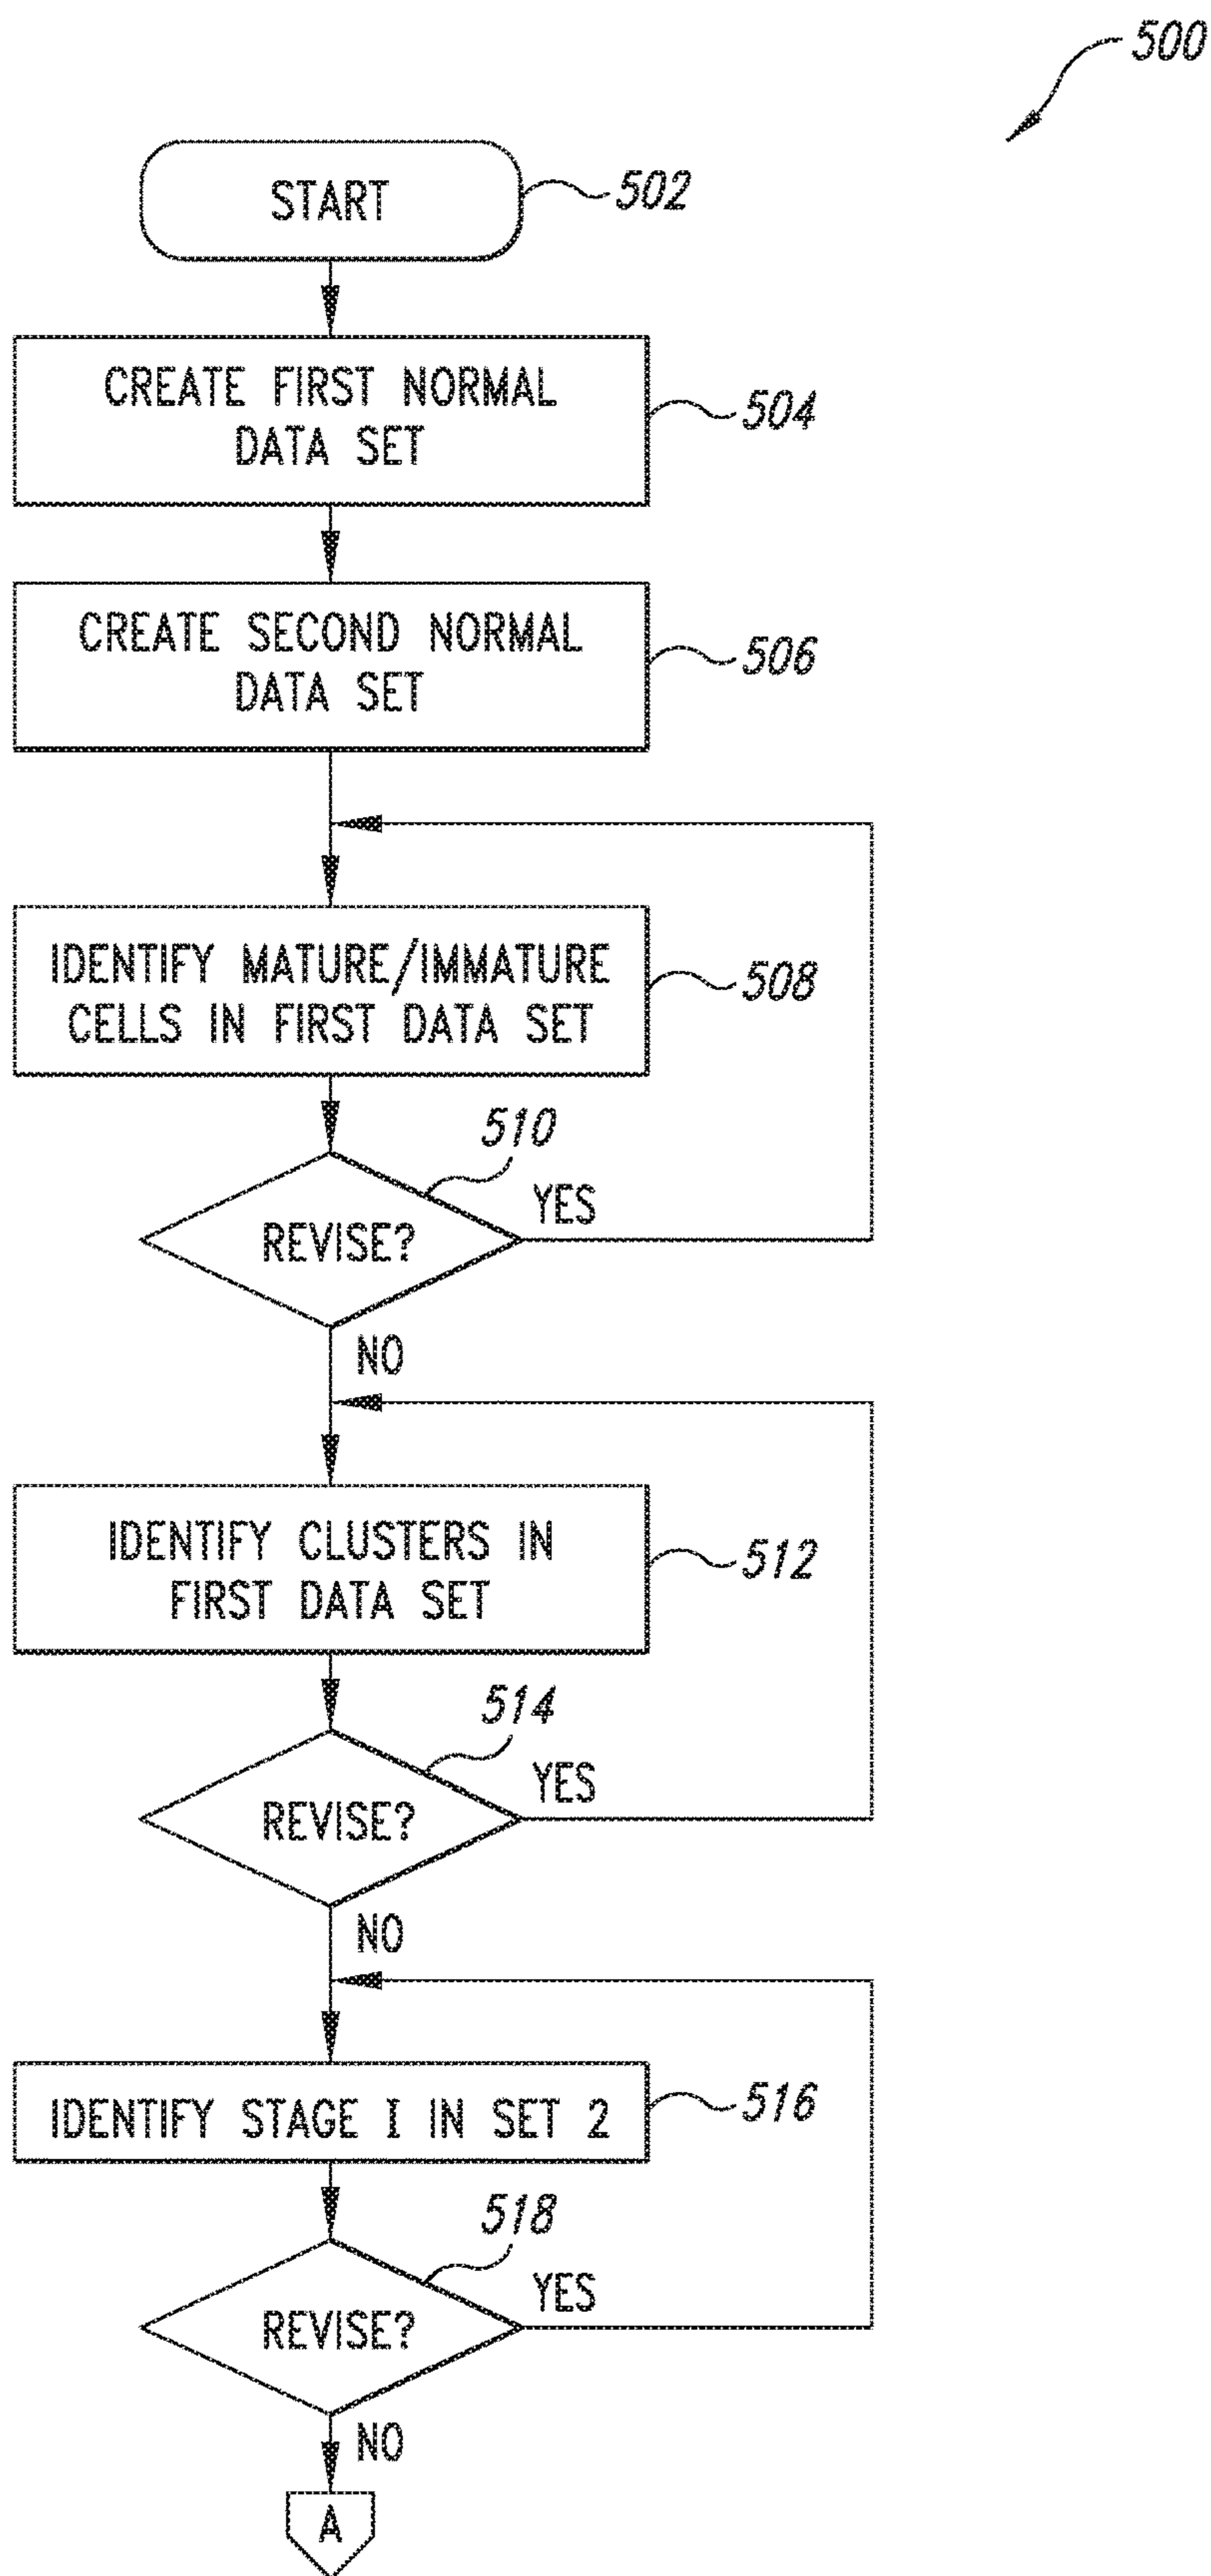 500
START
502
CREATE FIRST NORMAL
DATA SET
504
CREATE SECOND NORMAL
DATA SET
506
IDENTIFY MATURE/IMMATURE
CELLS IN FIRST DATA SET
508
510
YES
REVISE?
NO
IDENTIFY CLUSTERS IN
FIRST DATA SET
512
514
YES
REVISE?
NO
IDENTIFY STAGE I IN SET 2
516
518
YES
REVISE?
NO
A